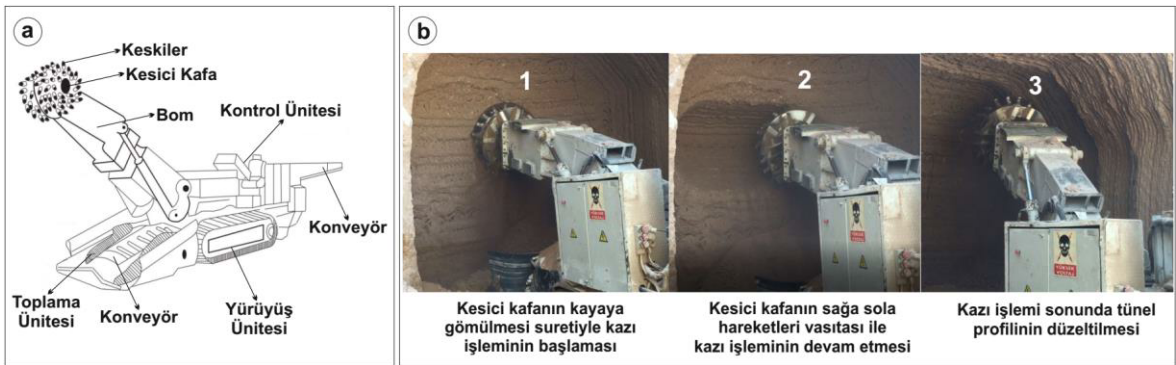 a
Keskiler
Kesici Kafa
Bom
Kontrol Ünitesi
Konveyör
Toplama
Ünitesi
Konveyör
Yürüyüş
Ünitesi
b
1
2
3
Kesici kafanın kayaya
gömülmesi suretiyle kazı
işleminin başlaması
Kesici kafanın sağa sola
hareketleri vasıtası ile
kazı işleminin devam etmesi
Kazı işlemi sonunda tünel
profilinin düzeltilmesi